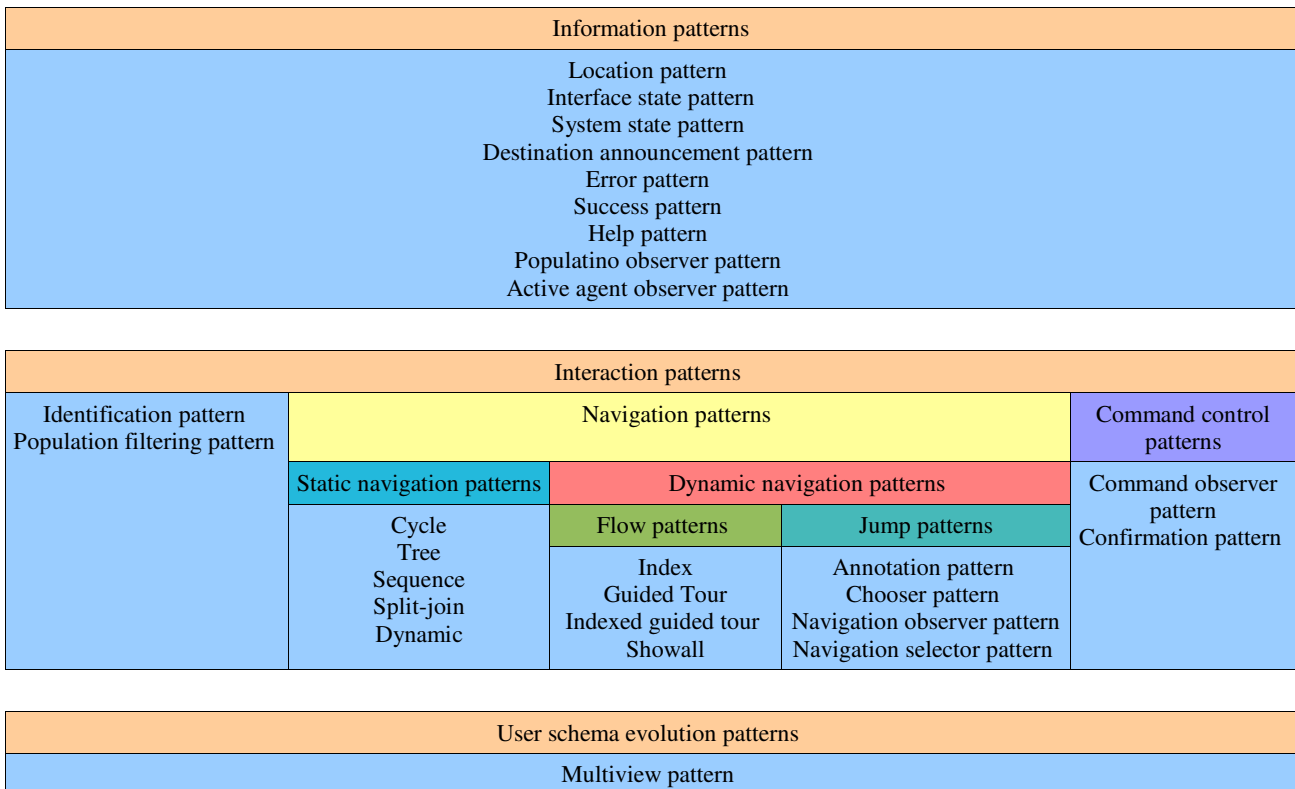 Information patterns
Location pattern
Interface state pattern
System state pattern
Destination announcement pattern
Error pattern
Success pattern
Help pattern
Populatino observer pattern
Active agent observer pattern
Interaction patterns
Identification pattern
Population filtering pattern
Navigation patterns
Static navigation patterns
Cycle
Tree
Sequence
Split-join
Dynamic
Dynamic navigation patterns
Flow patterns
Index
Guided Tour
Indexed guided tour
Showall
Jump patterns
Annotation pattern
Chooser pattern
Navigation observer pattern
Navigation selector pattern
Command control
patterns
Command observer
pattern
Confirmation pattern
User schema evolution patterns
Multiview pattern